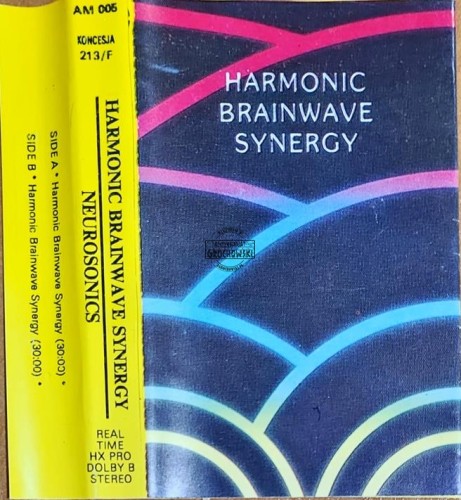 AM 005
KONCESJA
213/F
HARMONIC BRAINWAVE SYNERGY
NEUROSONICS
SIDE A • Harmonic Brainwave Synergy (30:00) •
SIDE B • Harmonic Brainwave Synergy (30:00) •
REAL
TIME
HX PRO
DOLBY B
STEREO
HARMONIC
BRAINWAVE
SYNERGY
GROCHOWSKI